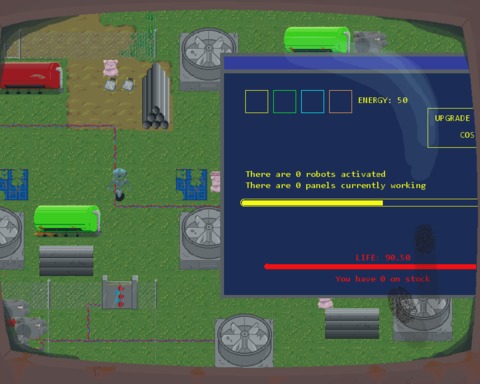 ENERGY: 50
UPGRADE
COS
There are 0 robots activated
There are 0 panels currently working
LIFE: 90.50
You have 0 on stock